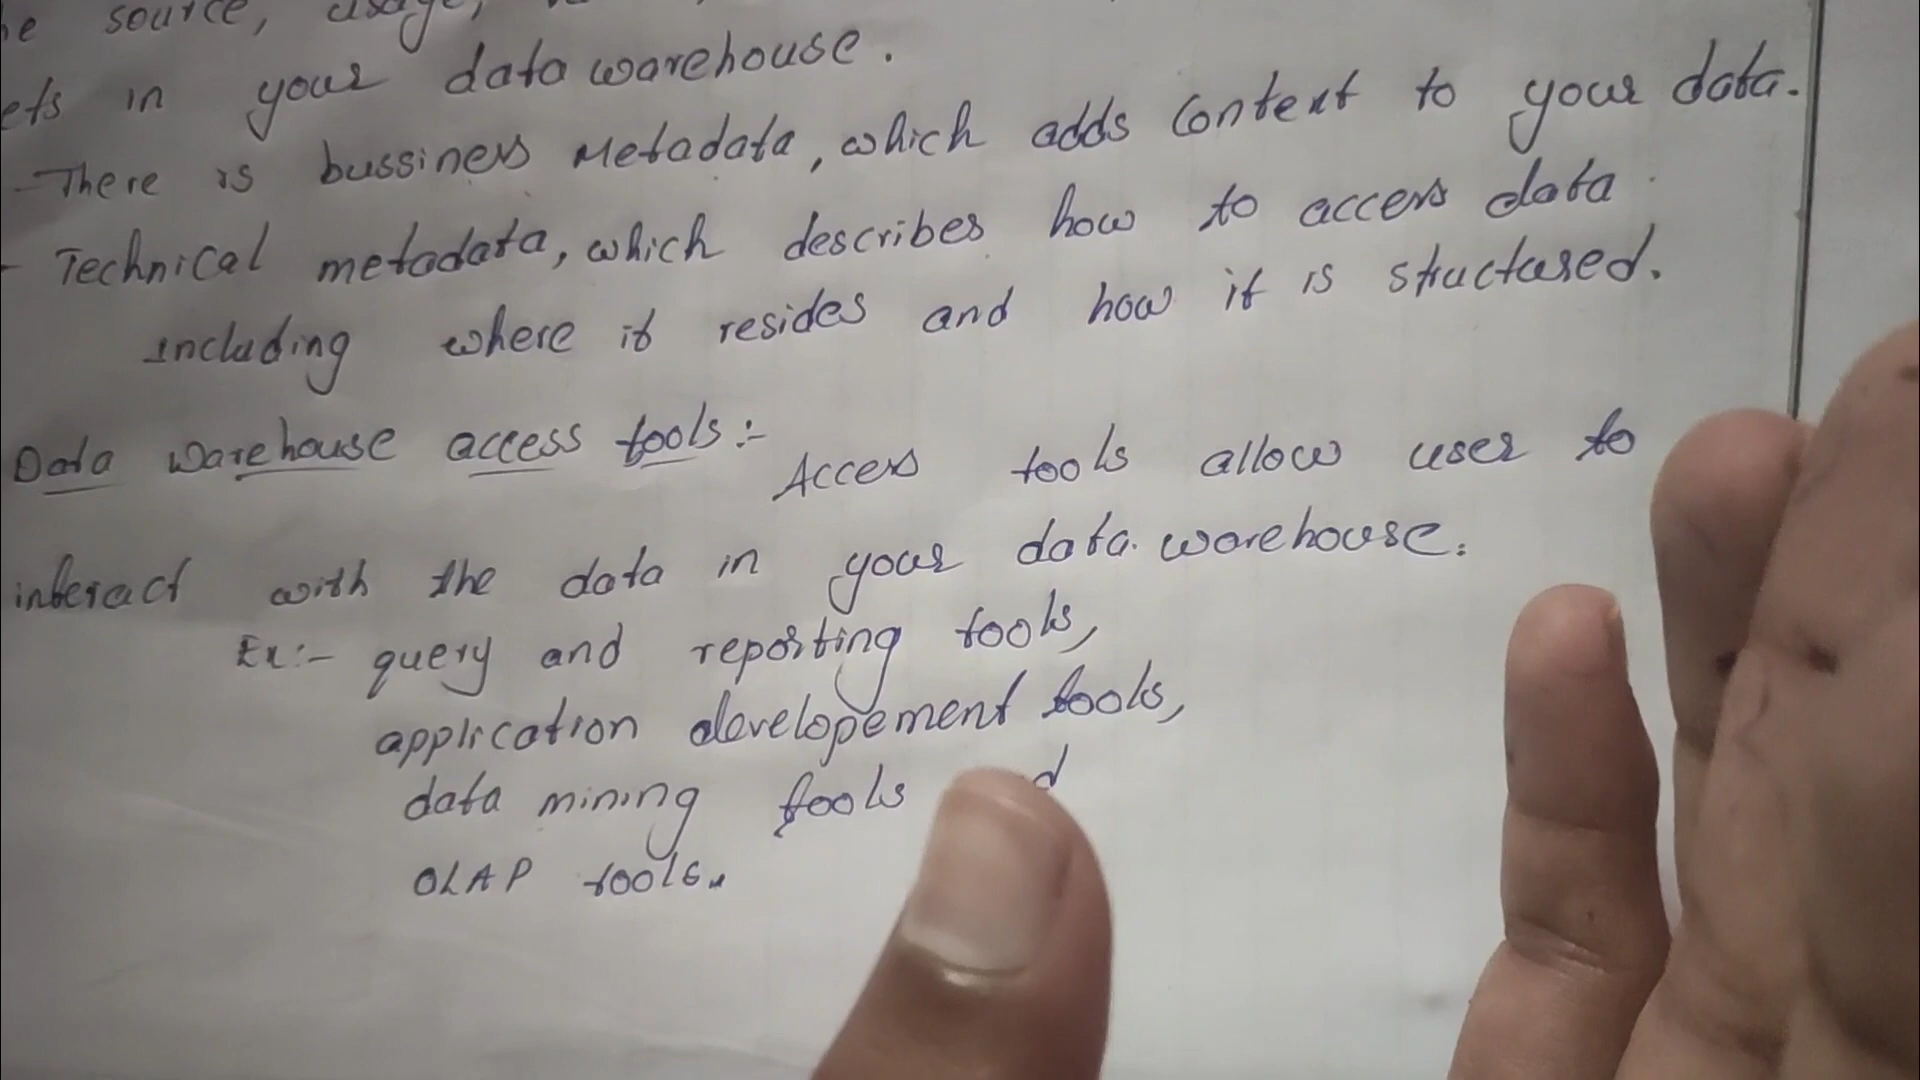 source, usage,
ets in your data warehouse.
- There is bussiness Metadata, which adds context to your data.
- Technical metadata, which describes how to access data
including where it resides and how it is structured.
Data warehouse access tools :- Access tools allow user to
interact with the data in your data warehouse.
Ex:- query and reporting tools,
application developement tools,
data mining tools
OLAP tools.